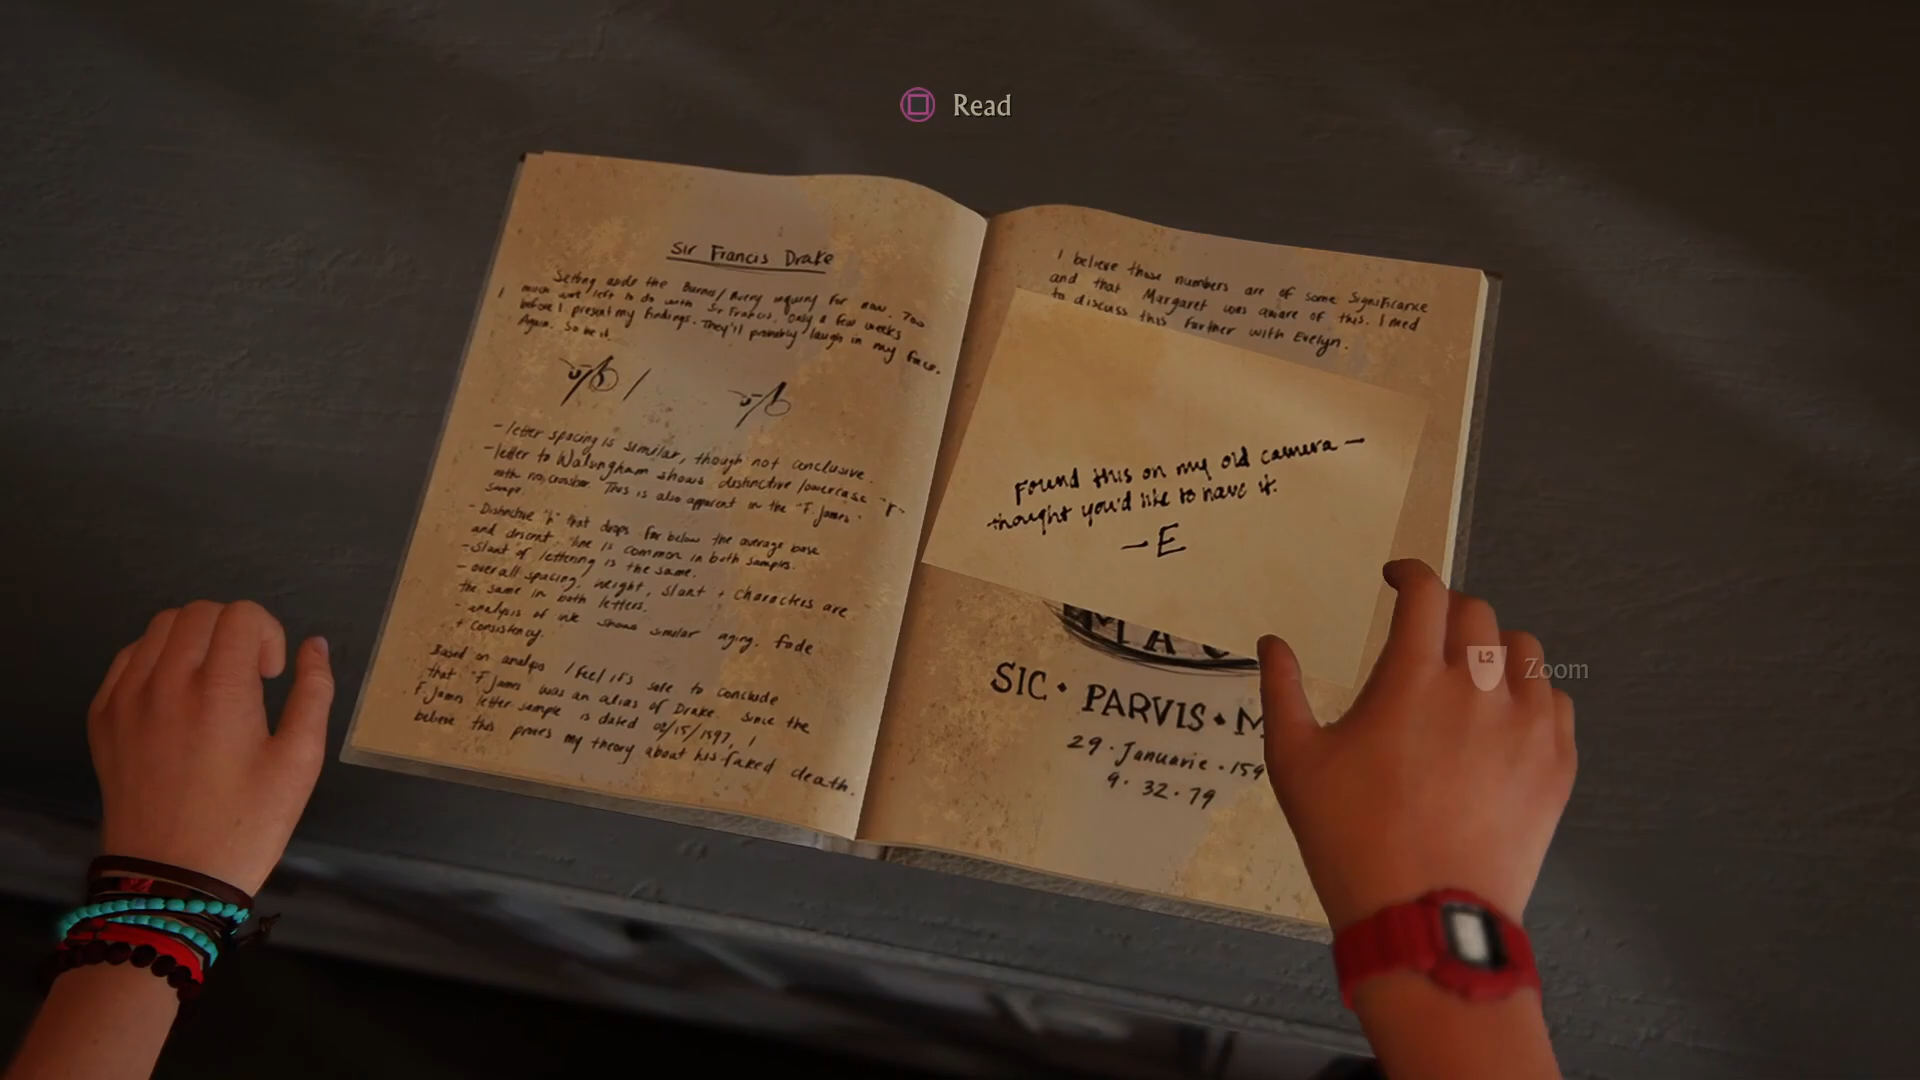 Read
Sir Francis Drake
Setting aside the Burnes/Avery inquiry for now. Too
much work left to do with Sir Francis. Only a few weeks
before I present my findings. They'll probably laugh in my face.
Again. So be it.
- letter spacing is similar, though not conclusive.
- letter to Walsingham shows distinctive lowercase "r"
with no crossbar This is also apparent in the "F. James"
sample.
- Distinctive "h" that drops far below the average base
and descent line is common in both samples.
- Slant of lettering is the same.
- overall spacing, weight, slant + characters are
the same in both letters.
- analysis of ink shows similar aging, fade
+ consistency.
Based on analysis I feel it's safe to conclude
that "F James was an alias of Drake. Since the
F. James letter sample is dated 02/15/1597, I
believe this proves my theory about his faked death.
I believe those numbers are of some significance
and that Margaret was aware of this. I need
to discuss this further with Evelyn.
Found this on my old camera —
thought you'd like to have it.
— E
MAG
SIC • PARVIS • M
29 • Januarie • 159
9 • 32 • 79
L2 Zoom